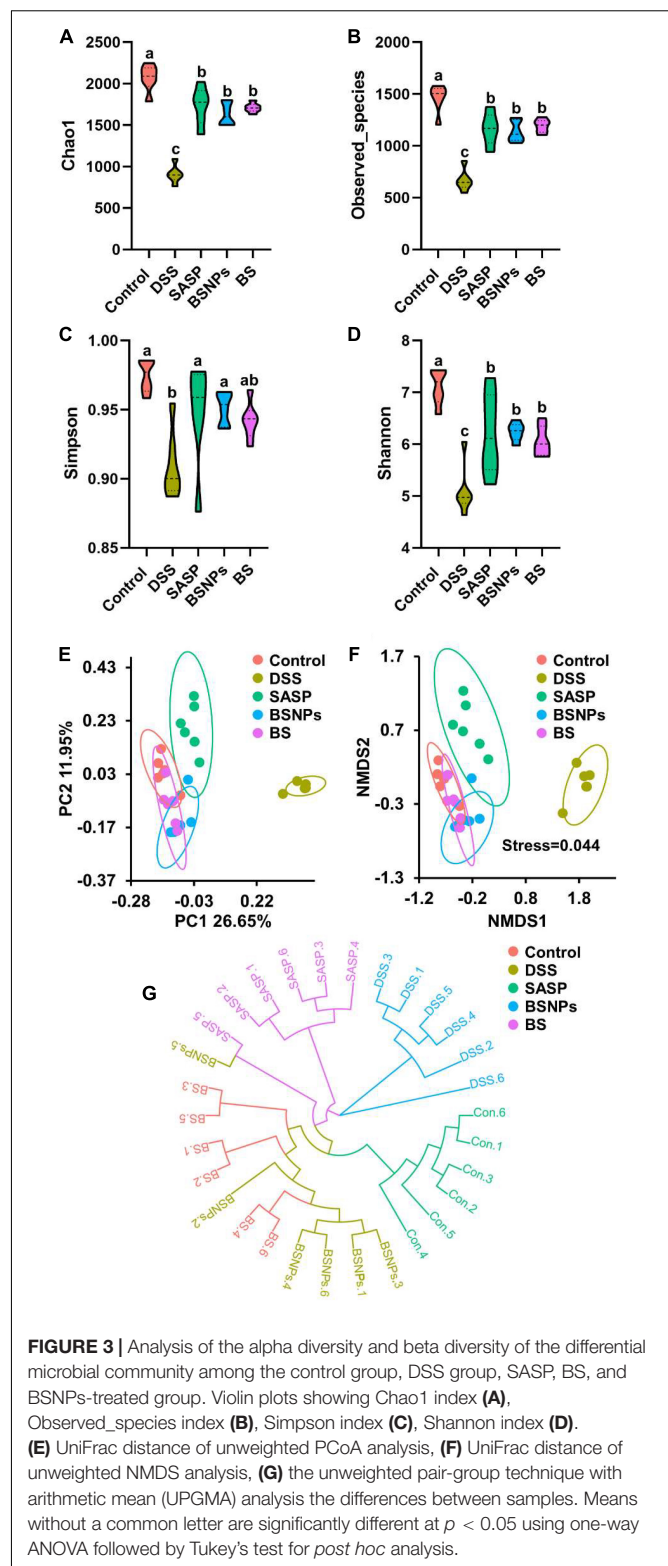 A
2500
2000
1500
1000
500
0
Chao1
a
c
b
b
b
Control
DSS
SASP
BSNPs
BS
B
2000
1500
1000
500
0
Observed_species
a
c
b
b
b
Control
DSS
SASP
BSNPs
BS
C
1.00
0.95
0.90
0.85
Simpson
a
b
a
a
ab
Control
DSS
SASP
BSNPs
BS
D
8
7
6
5
4
Shannon
a
c
b
b
b
Control
DSS
SASP
BSNPs
BS
E
0.43
0.23
0.03
-0.17
-0.37
PC2 11.95%
-0.28
-0.03
0.22
PC1 26.65%
Control
DSS
SASP
BSNPs
BS
F
1.7
0.7
-0.3
-1.3
NMDS2
-1.2
-0.2
0.8
1.8
NMDS1
Stress=0.044
Control
DSS
SASP
BSNPs
BS
G
Control
DSS
SASP
BSNPs
BS
SASP.4
SASP.3
SASP.6
SASP.1
SASP.2
SASP.5
BSNPs.5
BS.3
BS.5
BS.1
BS.2
BSNPs.2
BS.4
BS.6
BSNPs.4
BSNPs.6
BSNPs.1
BSNPs.3
Con.4
Con.5
Con.2
Con.3
Con.1
Con.6
DSS.6
DSS.2
DSS.4
DSS.5
DSS.1
DSS.3
FIGURE 3 | Analysis of the alpha diversity and beta diversity of the differential
microbial community among the control group, DSS group, SASP, BS, and
BSNPs-treated group. Violin plots showing Chao1 index (A),
Observed_species index (B), Simpson index (C), Shannon index (D).
(E) UniFrac distance of unweighted PCoA analysis, (F) UniFrac distance of
unweighted NMDS analysis, (G) the unweighted pair-group technique with
arithmetic mean (UPGMA) analysis the differences between samples. Means
without a common letter are significantly different at p < 0.05 using one-way
ANOVA followed by Tukey's test for post hoc analysis.